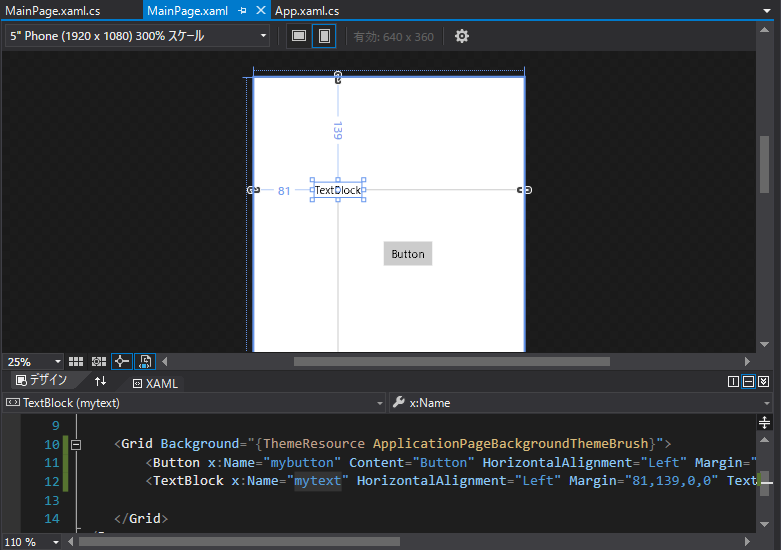 MainPage.xaml.cs MainPage.xaml App.xaml.cs
5" Phone (1920 x 1080) 300% スケール 有効: 640 x 360
139
81 TextBlock
Button
25%
デザイン XAML
TextBlock (mytext) x:Name
9
10 <Grid Background="{ThemeResource ApplicationPageBackgroundThemeBrush}">
11 <Button x:Name="mybutton" Content="Button" HorizontalAlignment="Left" Margin="
12 <TextBlock x:Name="mytext" HorizontalAlignment="Left" Margin="81,139,0,0" Text
13
14 </Grid>
110 %